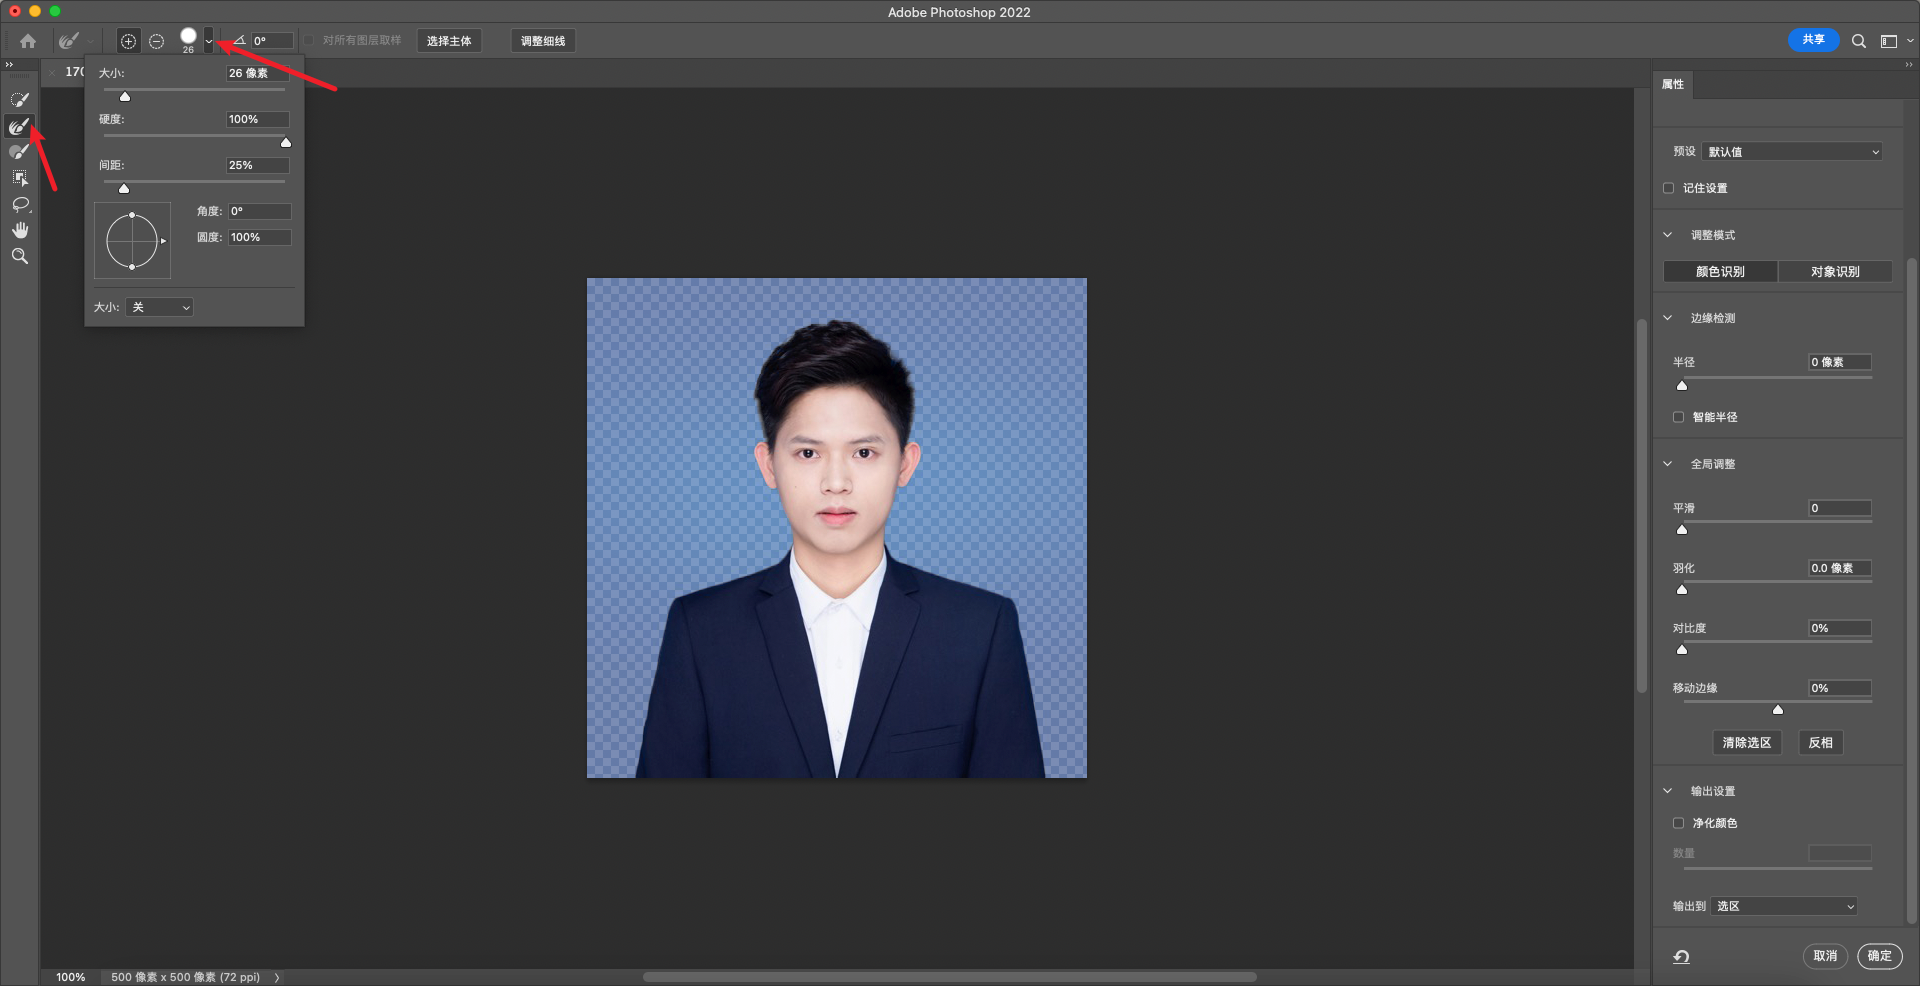 Adobe Photoshop 2022
26
0°
对所有图层取样
选择主体
调整细线
共享
170
大小:
26 像素
硬度:
100%
间距:
25%
角度: 0°
圆度: 100%
大小: 关
属性
预设 默认值
记住设置
调整模式
颜色识别 对象识别
边缘检测
半径 0 像素
智能半径
全局调整
平滑 0
羽化 0.0 像素
对比度 0%
移动边缘 0%
清除选区 反相
输出设置
净化颜色
数量
输出到 选区
取消 确定
100% 500 像素 x 500 像素 (72 ppi)